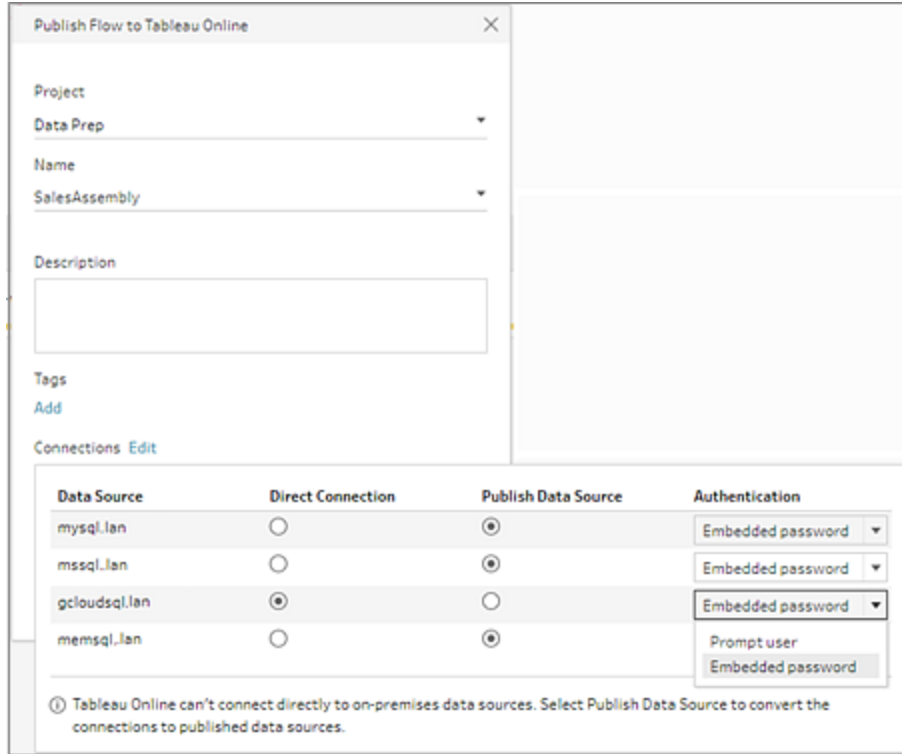 Publish Flow to Tableau Online
Project
Data Prep
Name
SalesAssembly
Description
Tags
Add
Connections Edit
Data Source Direct Connection Publish Data Source Authentication
mysql.lan Embedded password
mssql.lan Embedded password
gcloudsql.lan Embedded password
memsql.lan
Prompt user
Embedded password
Tableau Online can't connect directly to on-premises data sources. Select Publish Data Source to convert the
connections to published data sources.